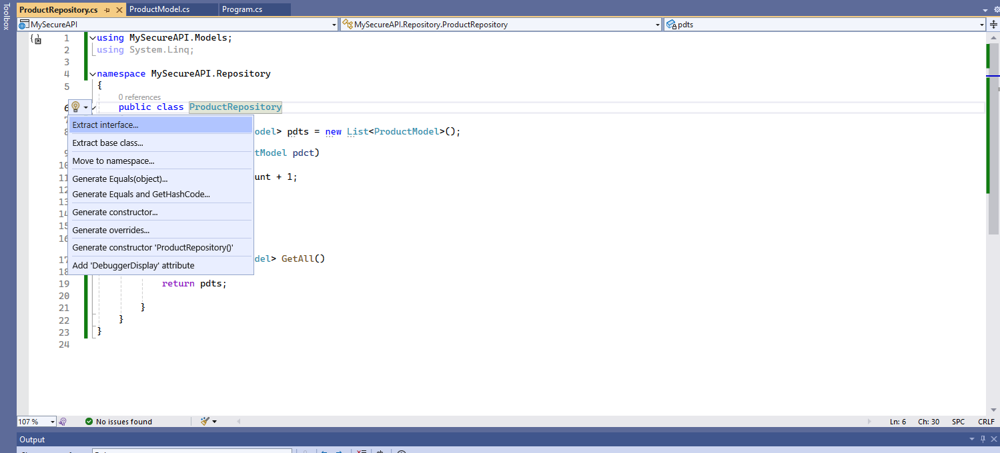 Toolbox
ProductRepository.cs ProductModel.cs Program.cs
MySecureAPI MySecureAPI.Repository.ProductRepository pdts
1 using MySecureAPI.Models;
2 using System.Linq;
3
4 namespace MySecureAPI.Repository
5 {
0 references
6 public class ProductRepository
Extract interface...
8 odel> pdts = new List<ProductModel>();
Extract base class...
9 tModel pdct)
Move to namespace...
10
11 unt + 1;
Generate Equals(object)...
12
Generate Equals and GetHashCode...
13
14
Generate constructor...
15
Generate overrides...
16
Generate constructor 'ProductRepository()'
17 del> GetAll()
Add 'DebuggerDisplay' attribute
18
19 return pdts;
20
21 }
22 }
23 }
24
107 % No issues found Ln: 6 Ch: 30 SPC CRLF
Output